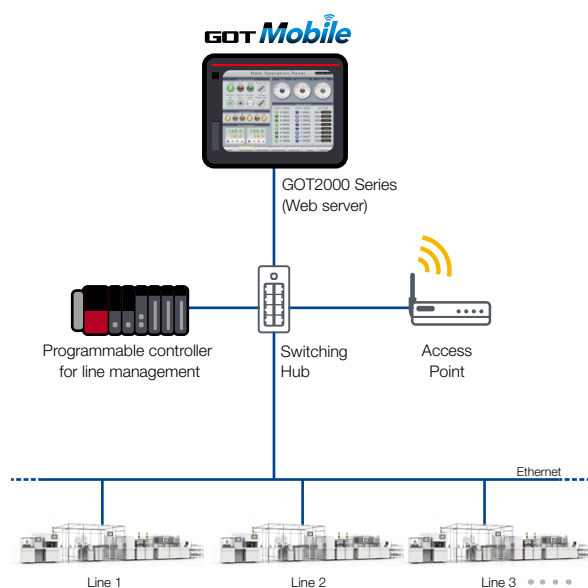 GOT Mobile
Main Operation Panel
GOT2000 Series
(Web server)
Programmable controller
for line management
Switching
Hub
Access
Point
Ethernet
Line 1
Line 2
Line 3